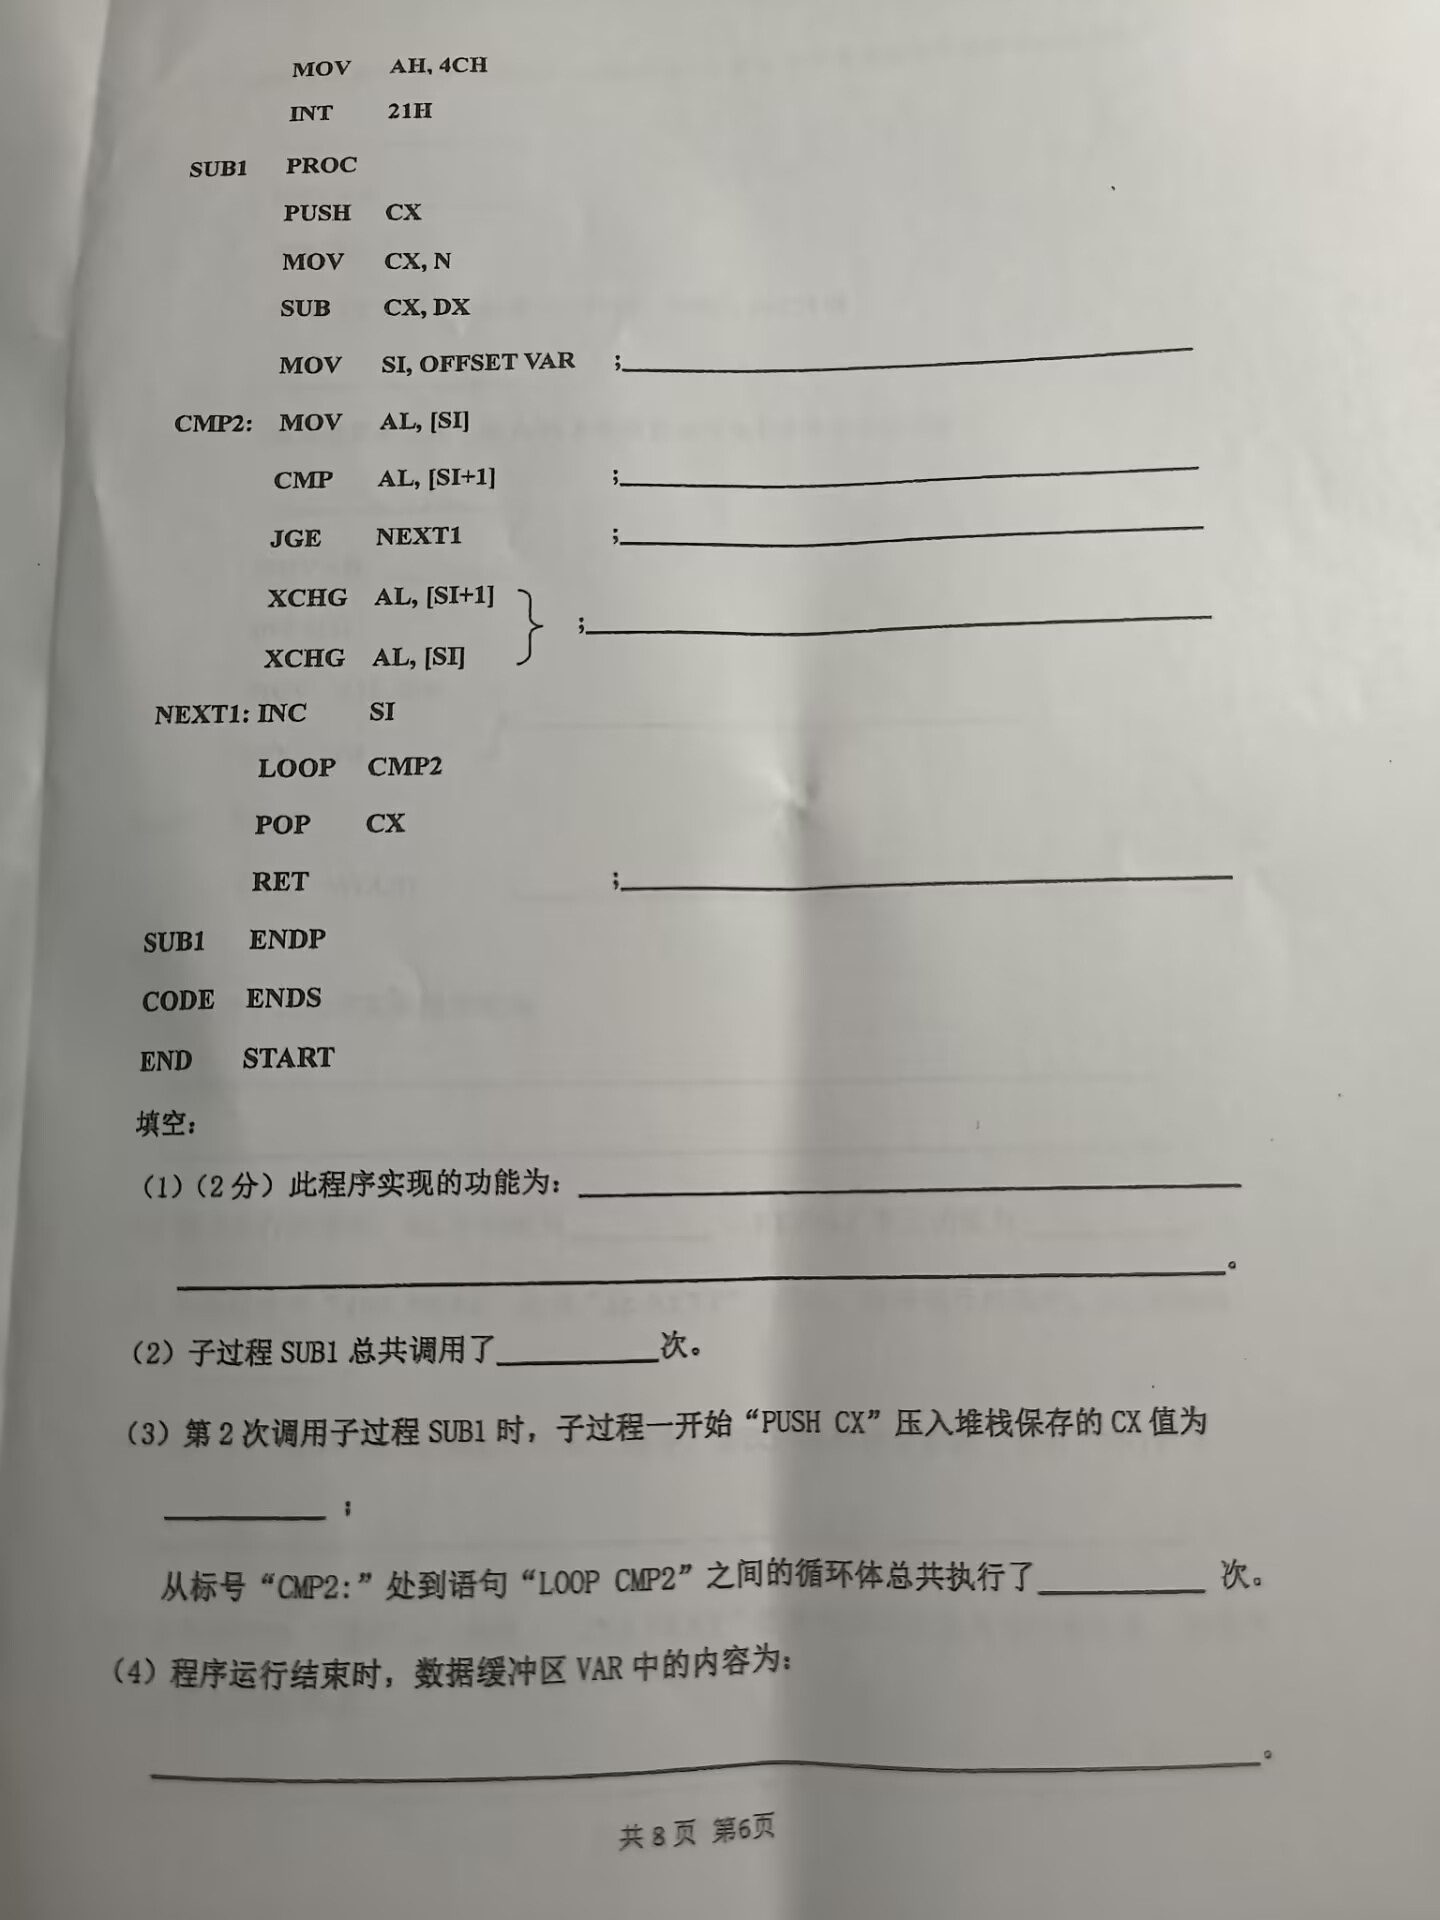 MOV AH, 4CH
INT 21H
SUB1 PROC
PUSH CX
MOV CX, N
SUB CX, DX
MOV SI, OFFSET VAR ;
CMP2: MOV AL, [SI]
CMP AL, [SI+1] ;
JGE NEXT1 ;
XCHG AL, [SI+1]
;
XCHG AL, [SI]
NEXT1: INC SI
LOOP CMP2
POP CX
RET ;
SUB1 ENDP
CODE ENDS
END START
填空：
（1）（2 分）此程序实现的功能为：
。
（2）子过程 SUB1 总共调用了 次。
（3）第 2 次调用子过程 SUB1 时，子过程一开始“PUSH CX”压入堆栈保存的 CX 值为
；
从标号“CMP2:”处到语句“LOOP CMP2”之间的循环体总共执行了 次。
（4）程序运行结束时，数据缓冲区 VAR 中的内容为：
。
共 8 页 第6页